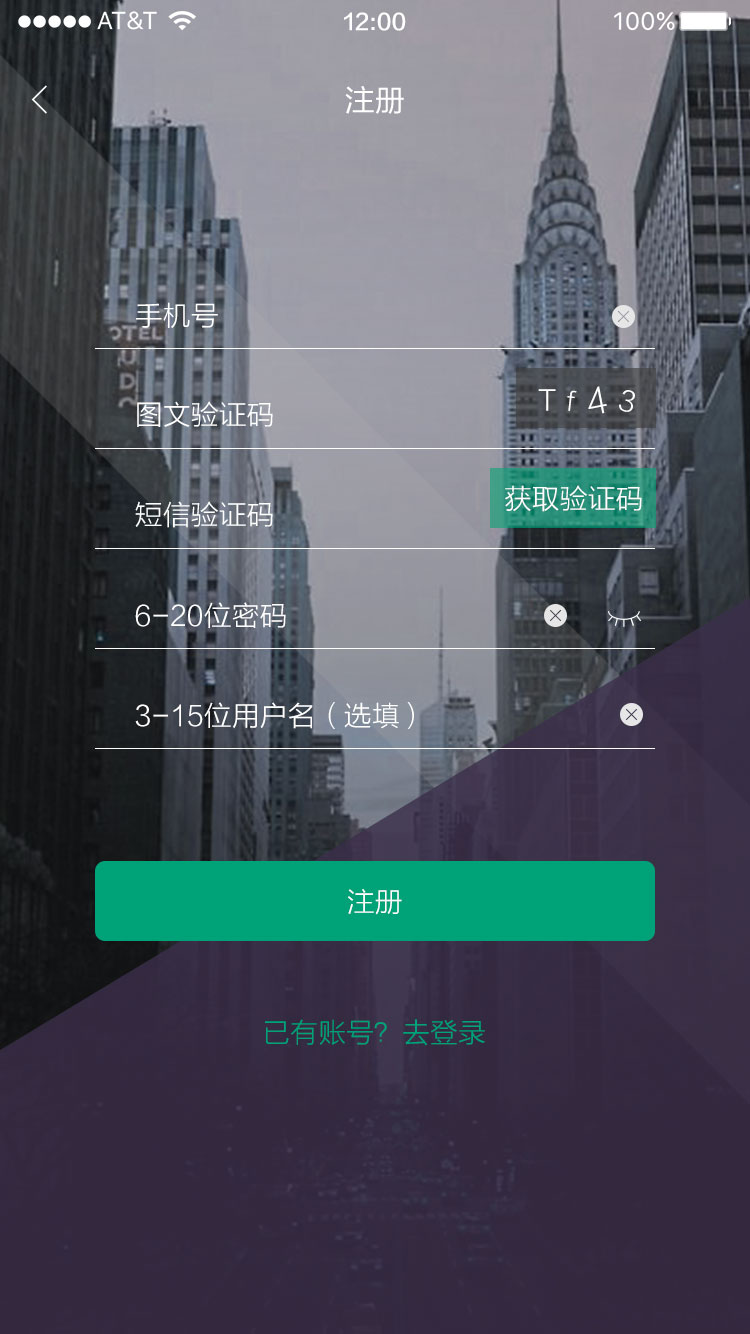 AT&T 12:00 100%
注册
手机号
OTEL
图文验证码 Tf43
短信验证码 获取验证码
6-20位密码
3-15位用户名（选填）
注册
已有账号？去登录